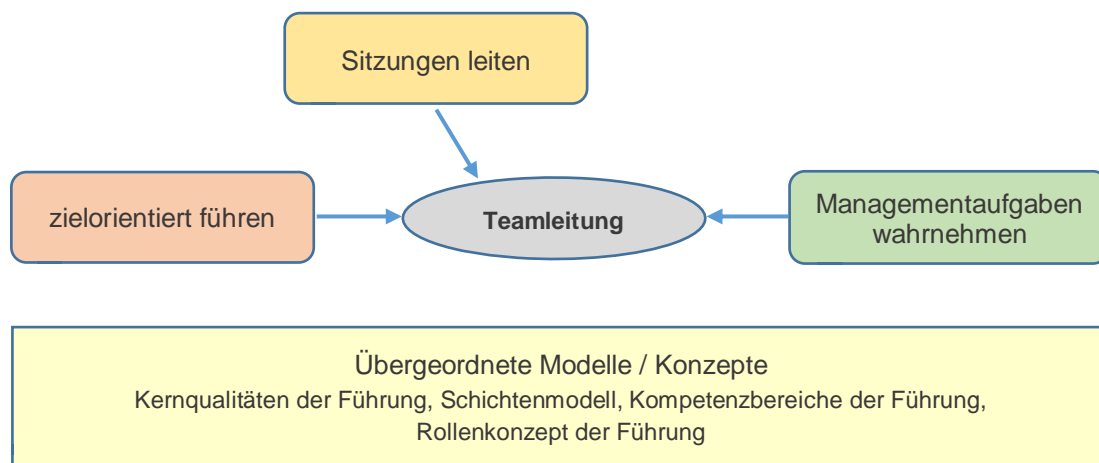 Sitzungen leiten
zielorientiert führen
Teamleitung
Managementaufgaben
wahrnehmen
Übergeordnete Modelle / Konzepte
Kernqualitäten der Führung, Schichtenmodell, Kompetenzbereiche der Führung,
Rollenkonzept der Führung